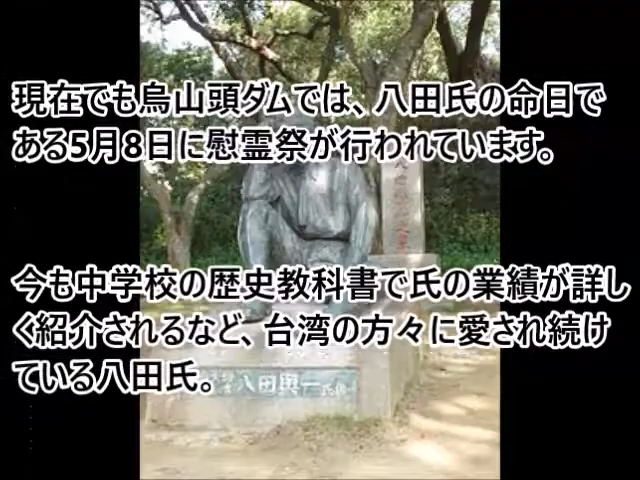 現在でも烏山頭ダムでは、八田氏の命日で
ある5月8日に慰霊祭が行われています。
今も中学校の歴史教科書で氏の業績が詳し
く紹介されるなど、台湾の方々に愛され続け
ている八田氏。
八田與一